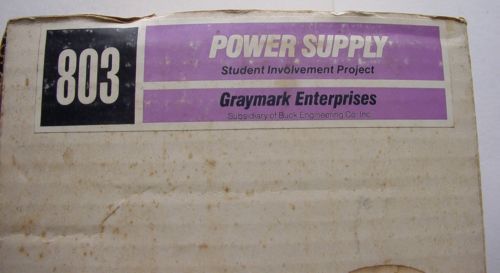 803
POWER SUPPLY
Student Involvement Project
Graymark Enterprises
Subsidiary of Buck Engineering Co. Inc.